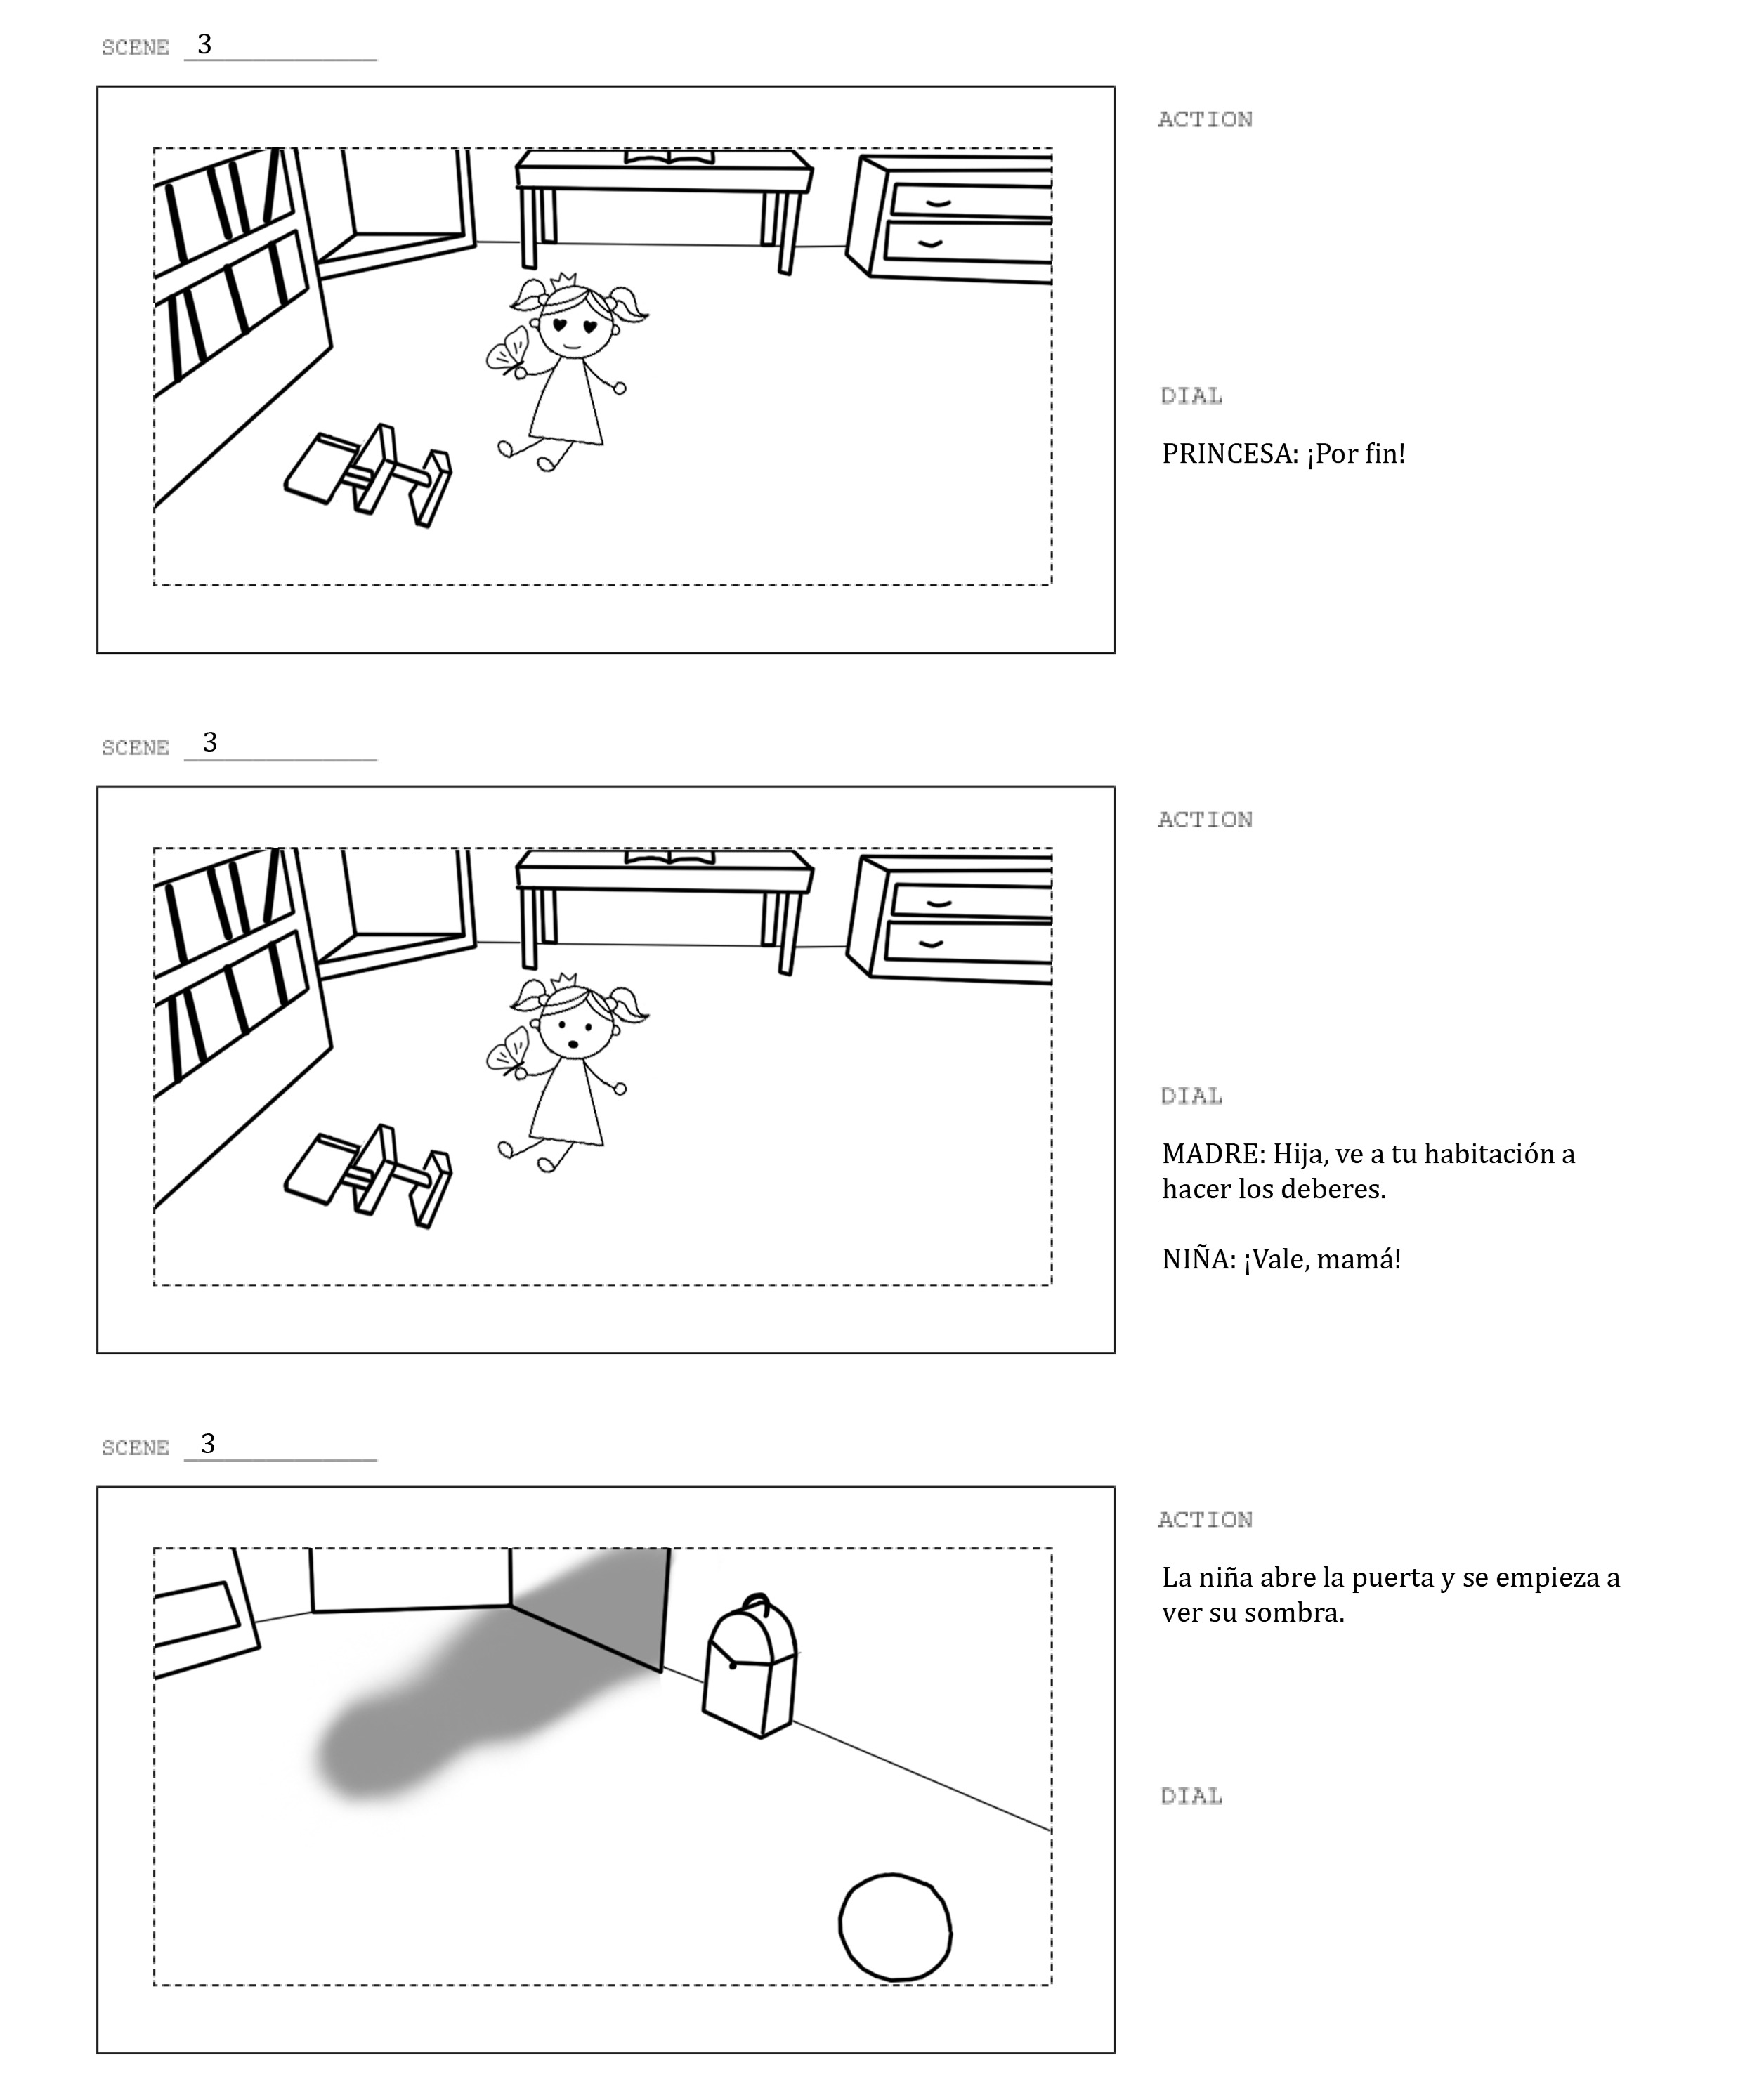 SCENE 3
ACTION
DIAL
PRINCESA: ¡Por fin!
SCENE 3
ACTION
DIAL
MADRE: Hija, ve a tu habitación a
hacer los deberes.
NIÑA: ¡Vale, mamá!
SCENE 3
ACTION
La niña abre la puerta y se empieza a
ver su sombra.
DIAL